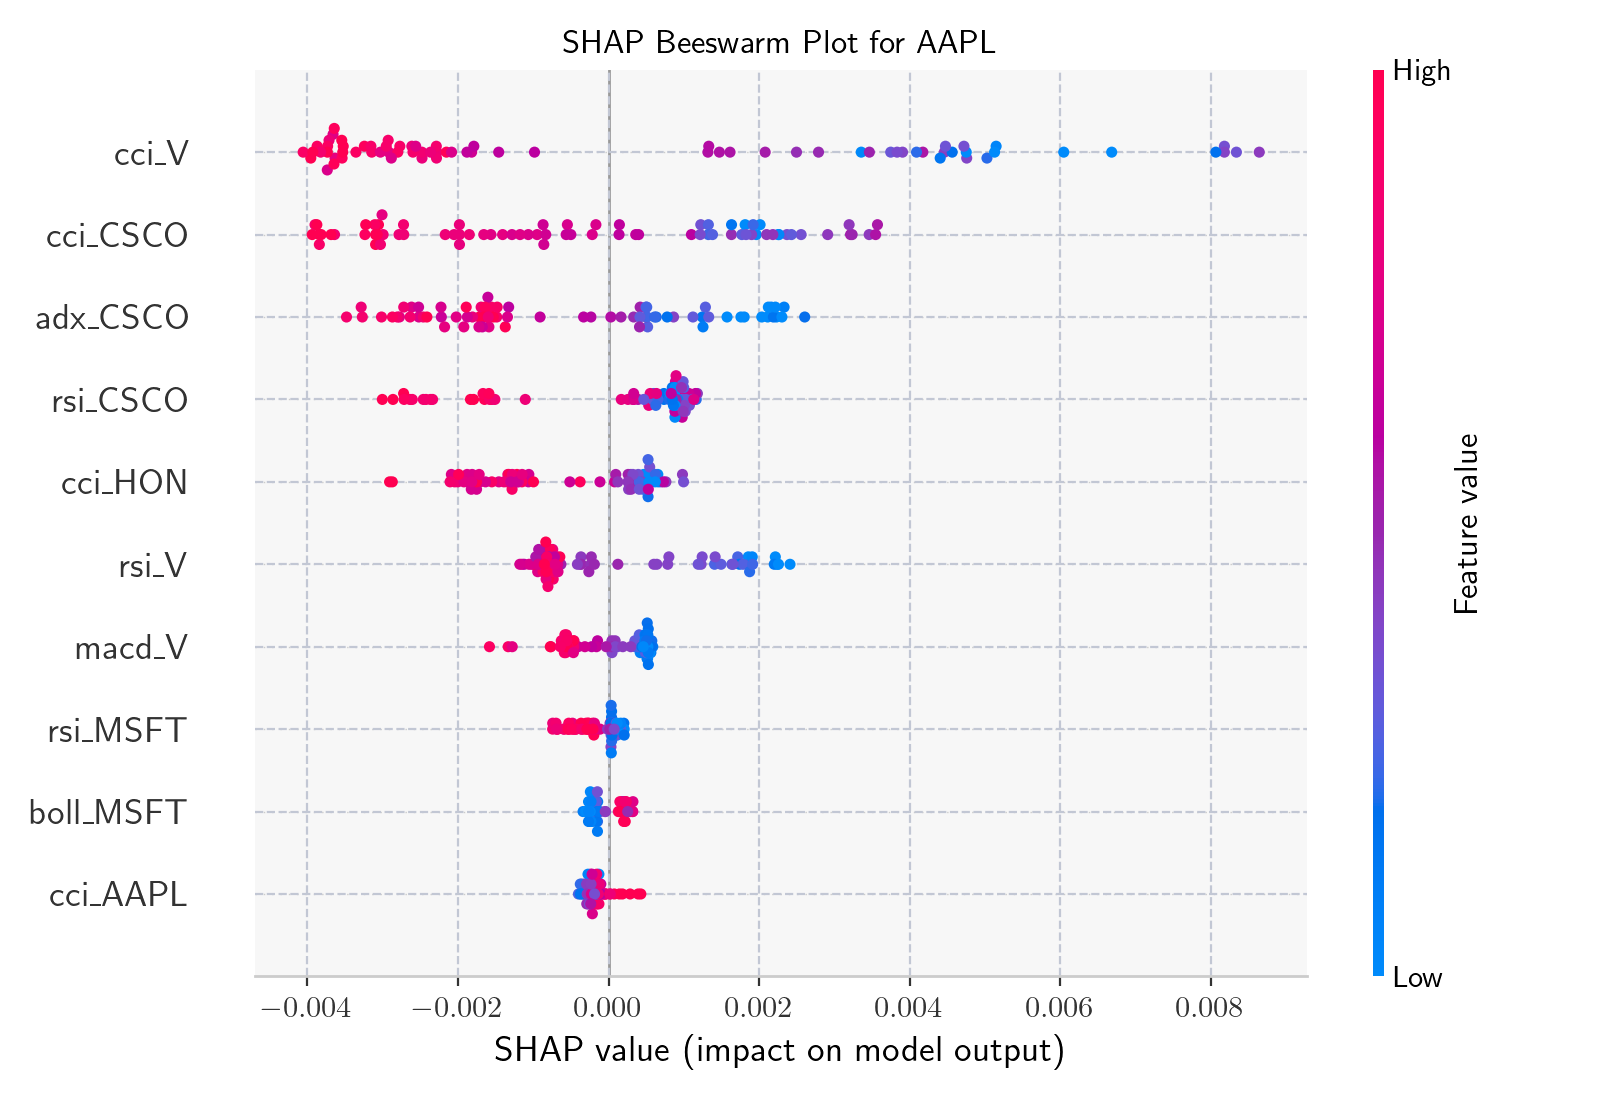 SHAP Beeswarm Plot for AAPL
High
cci_V
cci_CSCO
adx_CSCO
rsi_CSCO
cci_HON
rsi_V
macd_V
rsi_MSFT
boll_MSFT
cci_AAPL
Feature value
Low
−0.004 −0.002 0.000 0.002 0.004 0.006 0.008
SHAP value (impact on model output)